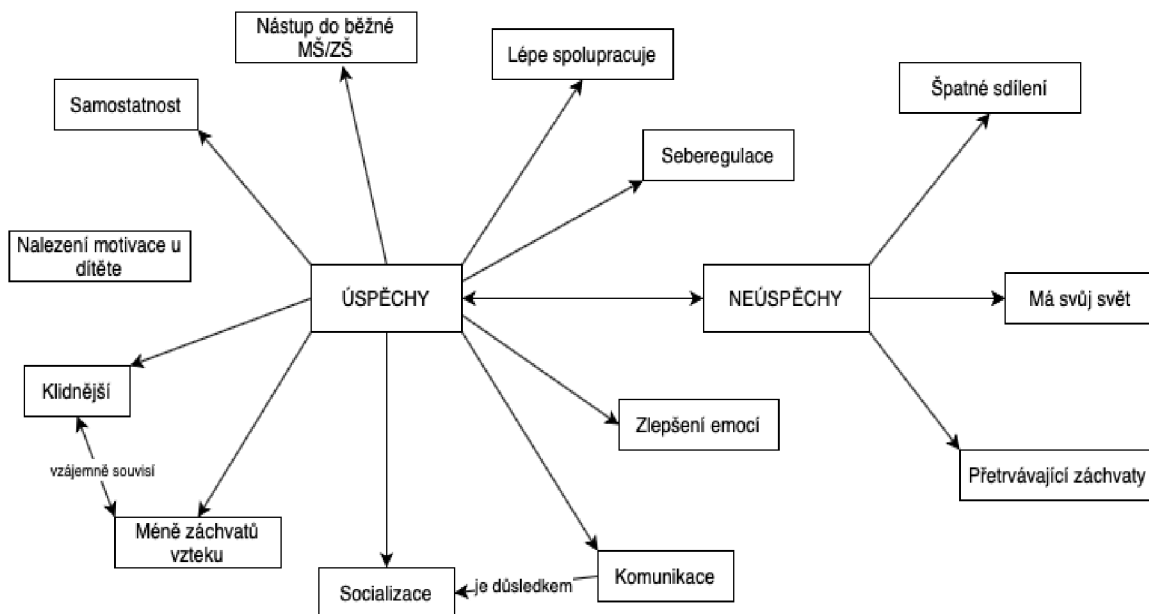 Nástup do běžné
MŠ/ZŠ
Lépe spolupracuje
Špatné sdílení
Samostatnost
Seberegulace
Nalezení motivace u
dítěte
ÚSPĚCHY
NEÚSPĚCHY
Má svůj svět
Klidnější
Zlepšení emocí
vzájemně souvisí
Přetrvávající záchvaty
Méně záchvatů
vzteku
Socializace
je důsledkem
Komunikace